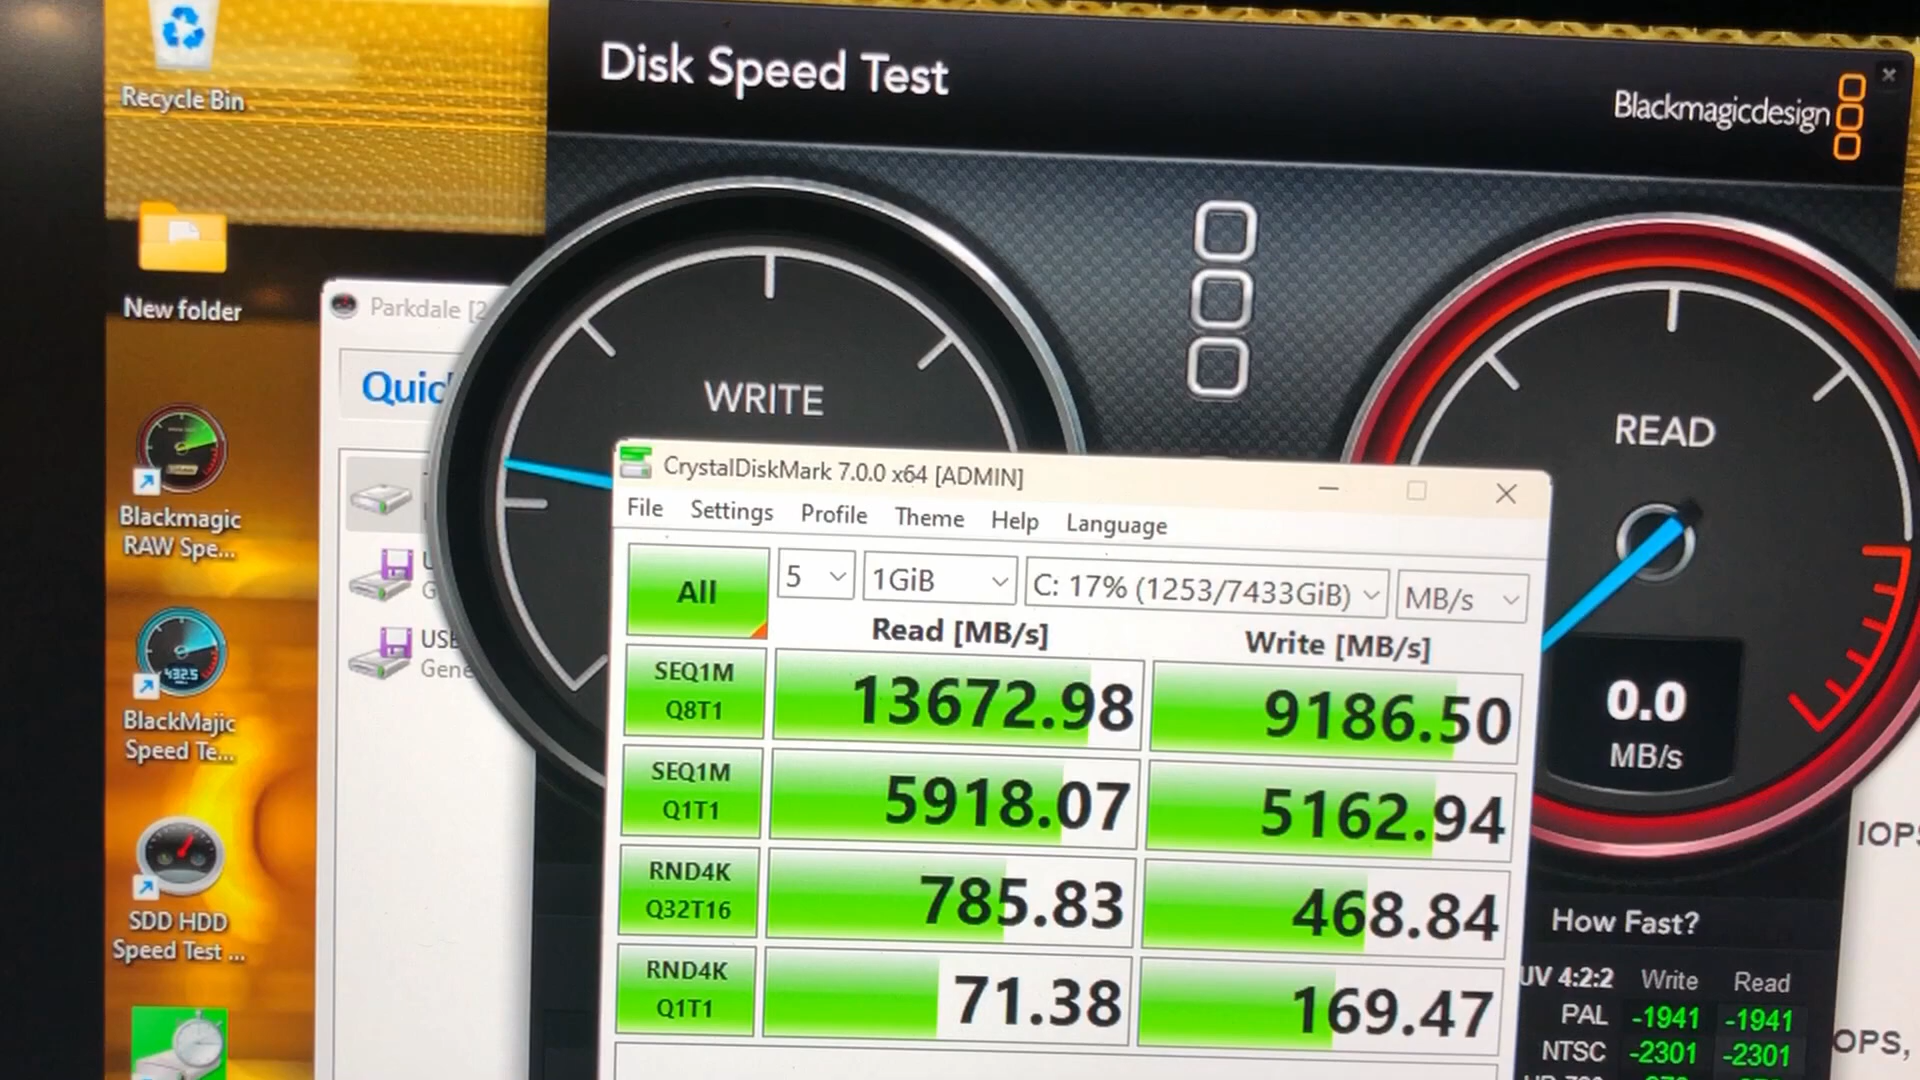 Recycle Bin
New folder
Blackmagic
RAW Spe...
BlackMajic
Speed Te...
SDD HDD
Speed Test ...
Parkdale [2
Quic
USB
Gene
Disk Speed Test
Blackmagicdesign
WRITE
READ
0.0
MB/s
CrystalDiskMark 7.0.0 x64 [ADMIN]
File Settings Profile Theme Help Language
All 5 1GiB C: 17% (1253/7433GiB) MB/s
Read [MB/s] Write [MB/s]
SEQ1M
Q8T1
13672.98 9186.50
SEQ1M
Q1T1
5918.07 5162.94
RND4K
Q32T16
785.83 468.84
RND4K
Q1T1
71.38 169.47
How Fast?
UV 4:2:2 Write Read
PAL -1941 -1941
NTSC -2301 -2301
IOPS
OPS,